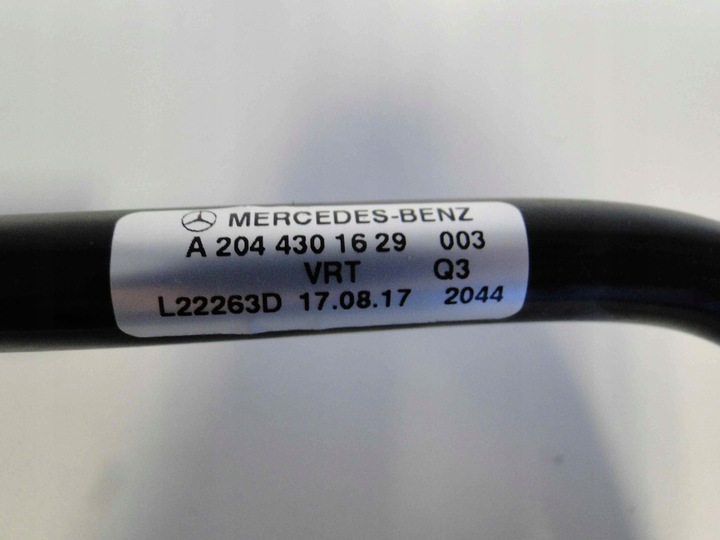 MERCEDES-BENZ
A 204 430 16 29 003
VRT Q3
L22263D 17.08.17 2044